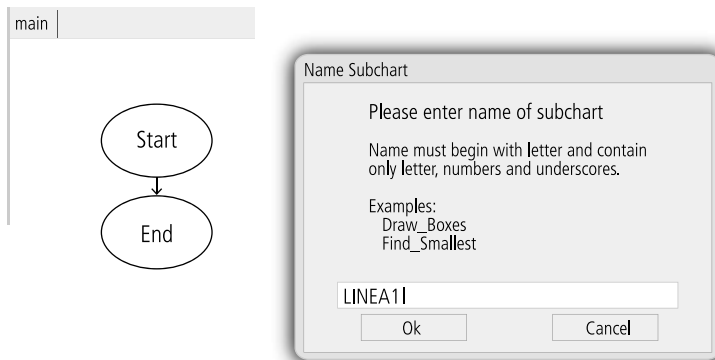 main
Start
End
Name Subchart
Please enter name of subchart
Name must begin with letter and contain
only letter, numbers and underscores.
Examples:
Draw_Boxes
Find_Smallest
LINEA1
Ok
Cancel